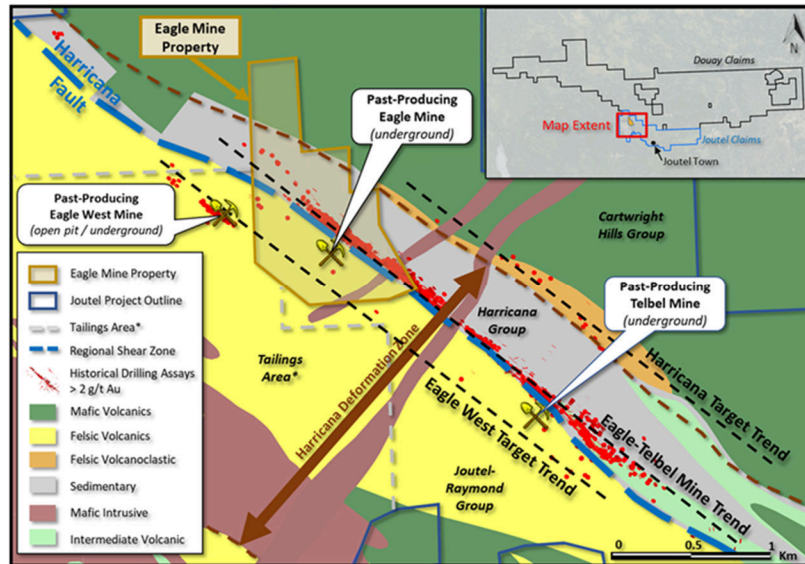 Eagle Mine
Property
Harricana
Fault
Past-Producing
Eagle Mine
(underground)
Past-Producing
Eagle West Mine
(open pit / underground)
N
Douay Claims
Map Extent
Joutel Claims
Joutel Town
Cartwright
Hills Group
Past-Producing
Telbel Mine
(underground)
Harricana
Group
Harricana Target Trend
Eagle-Telbel Mine Trend
Eagle West Target Trend
Harricana Deformation Zone
Tailings
Area*
Joutel-
Raymond
Group
Eagle Mine Property
Joutel Project Outline
Tailings Area*
Regional Shear Zone
Historical Drilling Assays
> 2 g/t Au
Mafic Volcanics
Felsic Volcanics
Felsic Volcanoclastic
Sedimentary
Mafic Intrusive
Intermediate Volcanic
0 0.5 1
Km